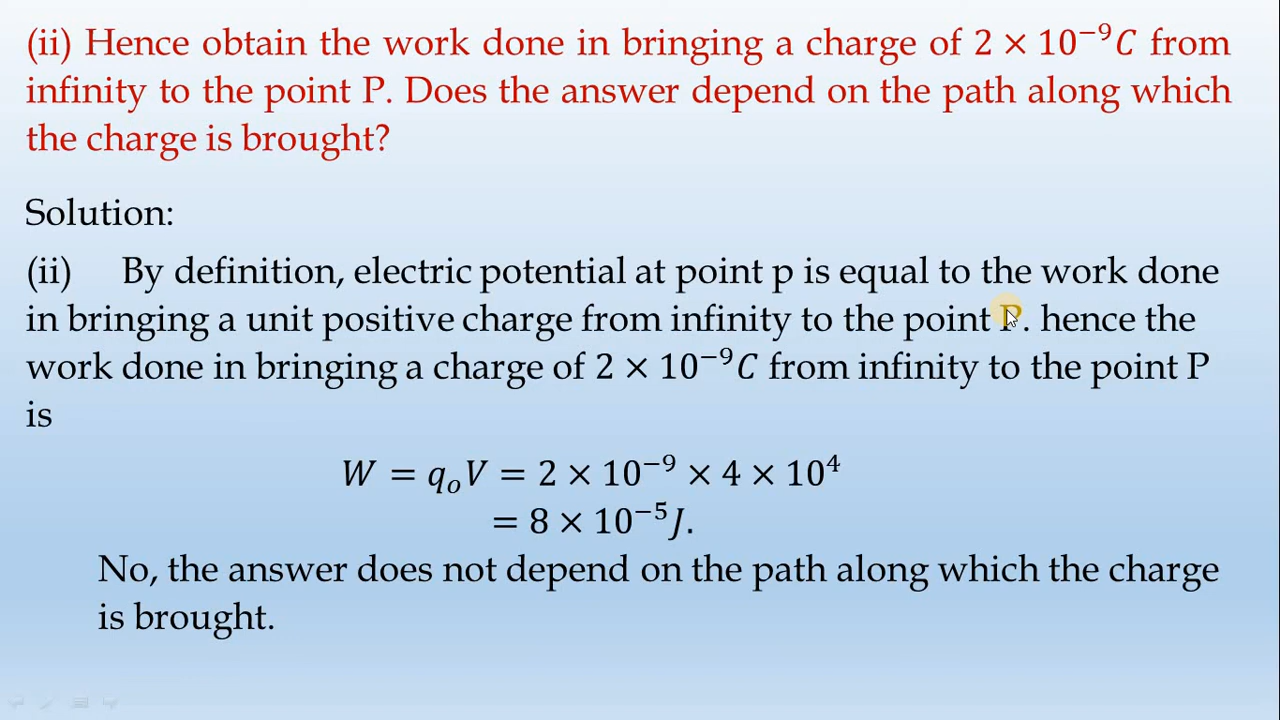 (ii) Hence obtain the work done in bringing a charge of 2 × 10⁻⁹C from
infinity to the point P. Does the answer depend on the path along which
the charge is brought?
Solution:
(ii) By definition, electric potential at point p is equal to the work done
in bringing a unit positive charge from infinity to the point P. hence the
work done in bringing a charge of 2 × 10⁻⁹C from infinity to the point P
is
W = qₒV = 2 × 10⁻⁹ × 4 × 10⁴
= 8 × 10⁻⁵J.
No, the answer does not depend on the path along which the charge
is brought.